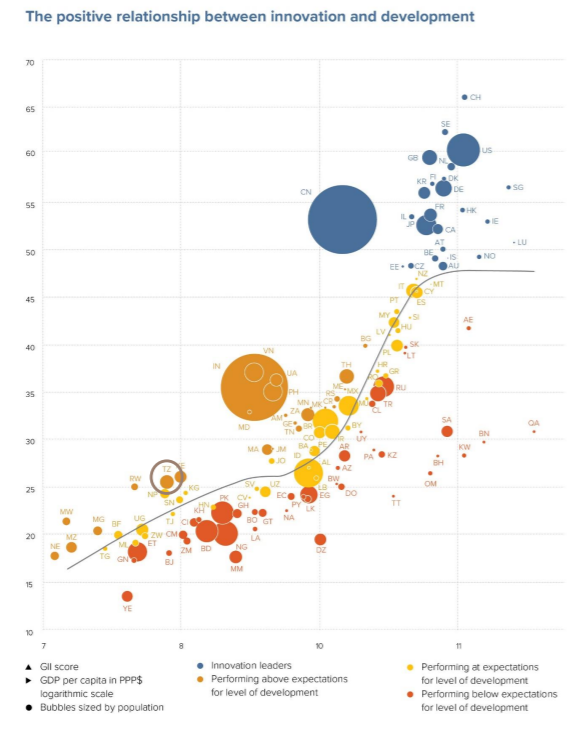 The positive relationship between innovation and development
70
65
60
55
50
45
40
35
30
25
20
15
10
7
8
10
11
CH
SE
US
GB
NL
FI
DK
KR
DE
SG
CN
FR
HK
IL
JP
CA
IE
AT
LU
BE
IS
NO
EE
CZ
AU
NZ
IT
MT
CY
PT
ES
MY
SI
LV
HU
AE
BG
PL
SK
LT
VN
IN
UA
TH
HR
GR
RO
RU
PH
ME
RS
MX
MN
MK
CR
MU
TR
CL
MD
AM
ZA
GE
TN
BR
CO
IR
BY
UY
SA
QA
BN
MA
JM
BA
PE
AR
PA
KZ
KW
JO
ID
AL
AZ
BH
TZ
KE
RW
BW
OM
NP
KG
SV
UZ
LB
DO
SN
EC
EG
TT
MW
HN
PK
GH
PY
LK
MG
BF
UG
TJ
CI
KH
BO
GT
NA
NE
MZ
TG
ML
ZW
ET
CM
ZM
BD
NG
LA
DZ
GN
BJ
MM
YE
GII score
GDP per capita in PPP$
logarithmic scale
Bubbles sized by population
Innovation leaders
Performing above expectations
for level of development
Performing at expectations
for level of development
Performing below expectations
for level of development